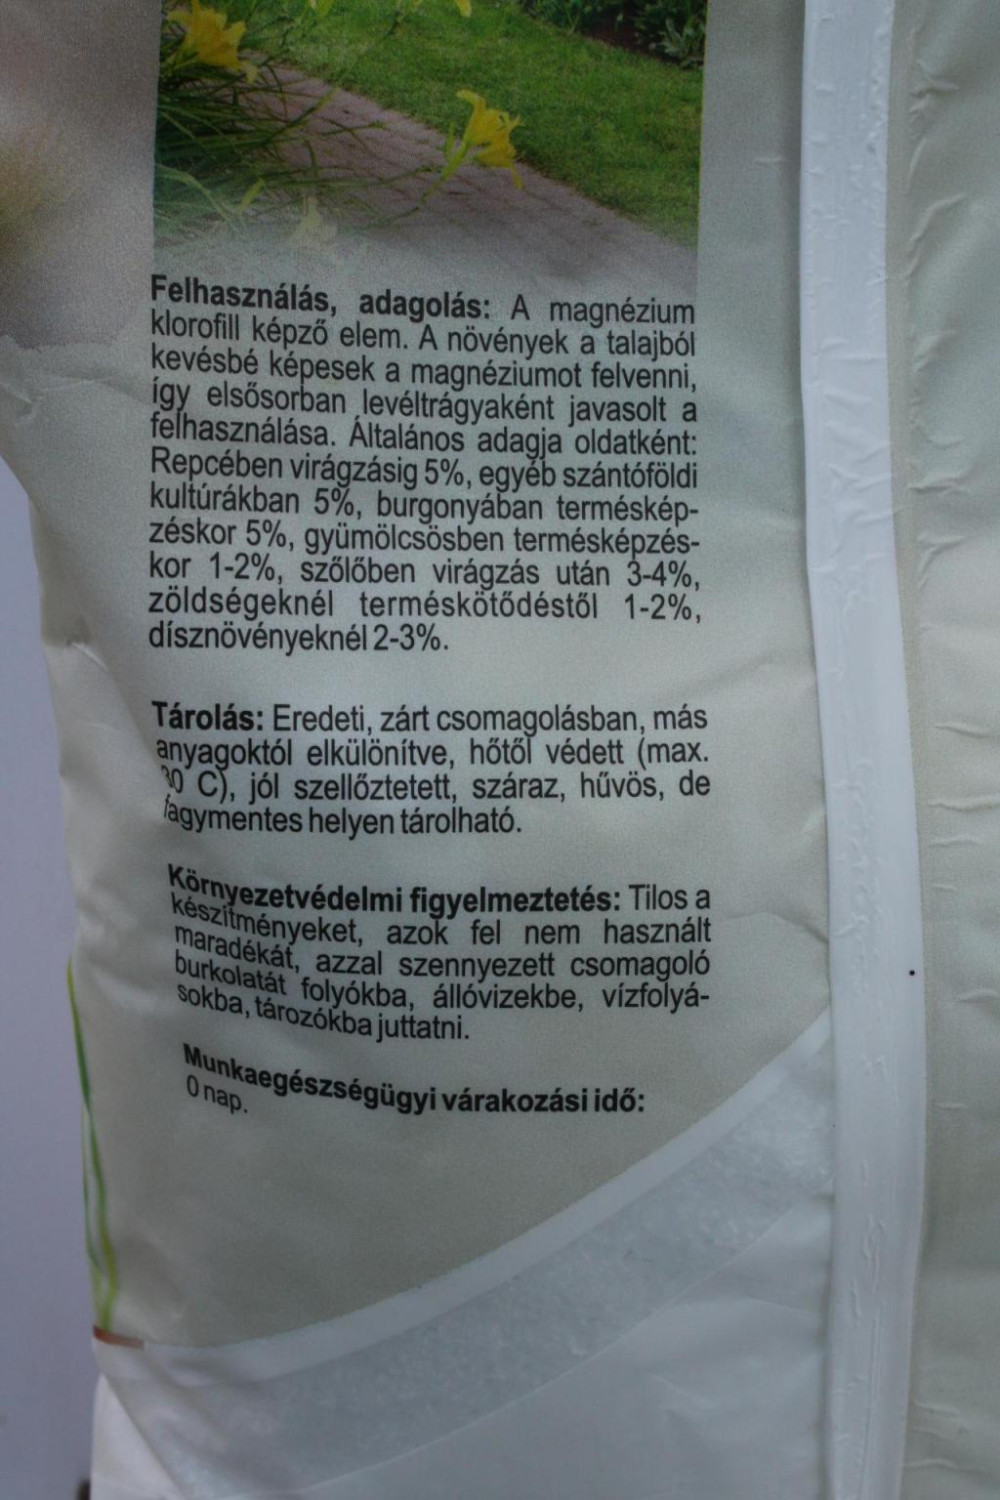 Felhasználás, adagolás: A magnézium
klorofill képző elem. A növények a talajból
kevésbé képesek a magnéziumot felvenni,
így elsősorban levéltrágyaként javasolt a
felhasználása. Általános adagja oldatként:
Repcében virágzásig 5%, egyéb szántóföldi
kultúrákban 5%, burgonyában terméskép-
zéskor 5%, gyümölcsösben termésképzés-
kor 1-2%, szőlőben virágzás után 3-4%,
zöldségeknél terméskötődéstől 1-2%,
dísznövényeknél 2-3%.
Tárolás: Eredeti, zárt csomagolásban, más
anyagoktól elkülönítve, hőtől védett (max.
30 C), jól szellőztetett, száraz, hűvös, de
fagymentes helyen tárolható.
Környezetvédelmi figyelmeztetés: Tilos a
készítményeket, azok fel nem használt
maradékát, azzal szennyezett csomagoló
burkolatát folyókba, állóvizekbe, vízfolyá-
sokba, tározókba juttatni.
Munkaegészségügyi várakozási idő:
0 nap.